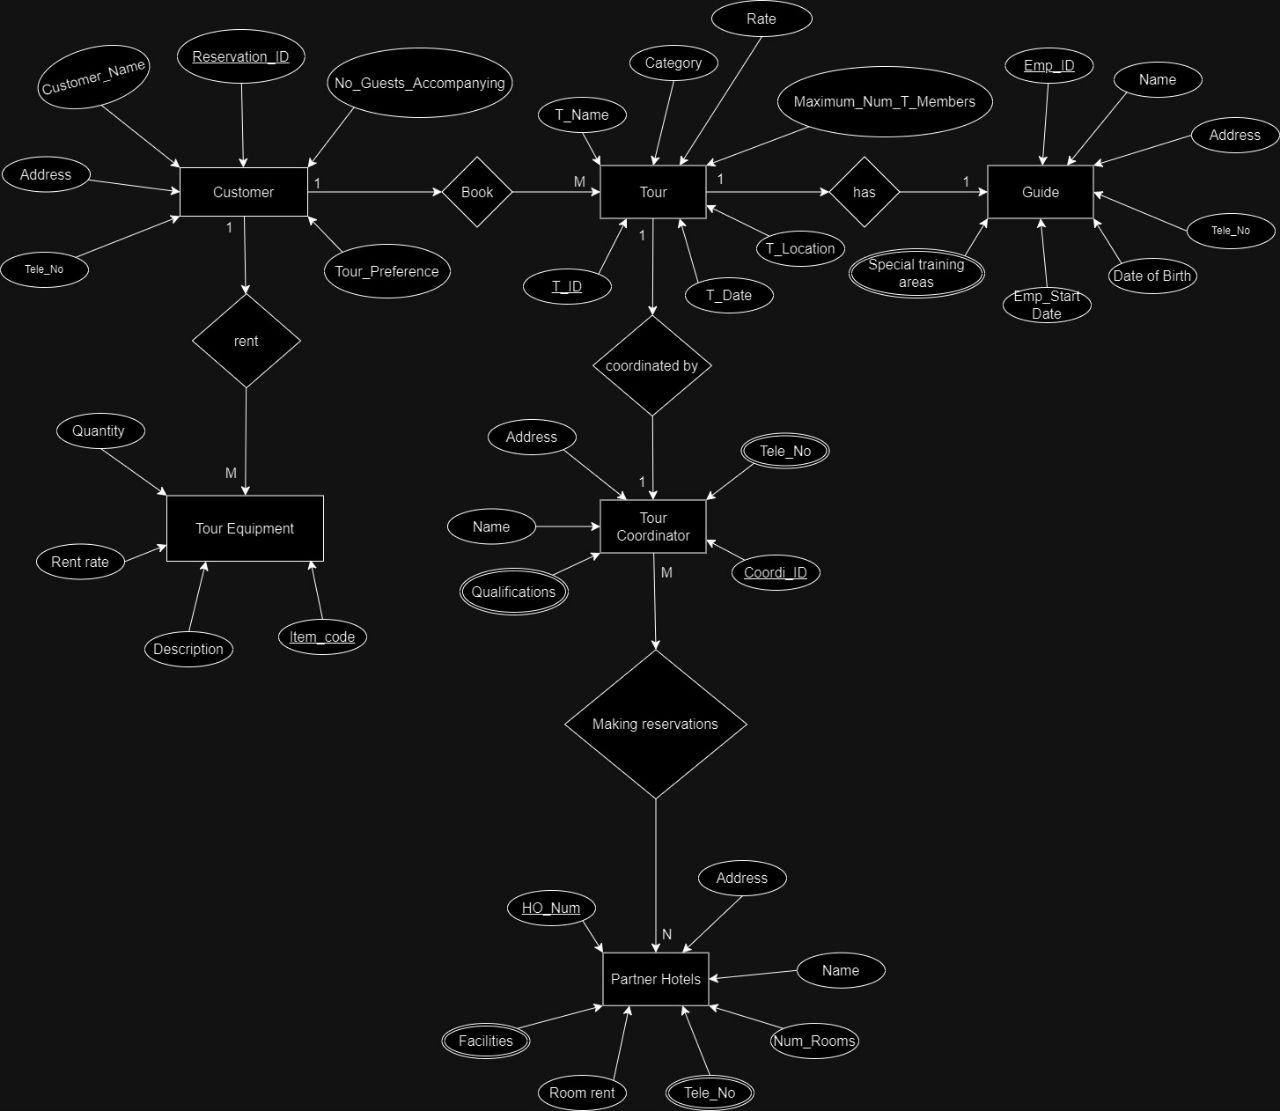 Rate
Customer_Name
Reservation_ID
No_Guests_Accompanying
Category
Emp_ID
Name
T_Name
Maximum_Num_T_Members
Address
Address
Customer
1
Book
M
Tour
1
has
1
Guide
Tele_No
Tour_Preference
1
T_ID
1
T_Date
T_Location
Special training
areas
Emp_Start
Date
Date of Birth
Tele_No
rent
coordinated by
Quantity
M
Tour Equipment
Rent rate
Description
Item_code
Address
Tele_No
1
Name
Tour
Coordinator
Qualifications
M
Coordi_ID
Making reservations
Address
HO_Num
N
Partner Hotels
Name
Facilities
Num_Rooms
Room rent
Tele_No